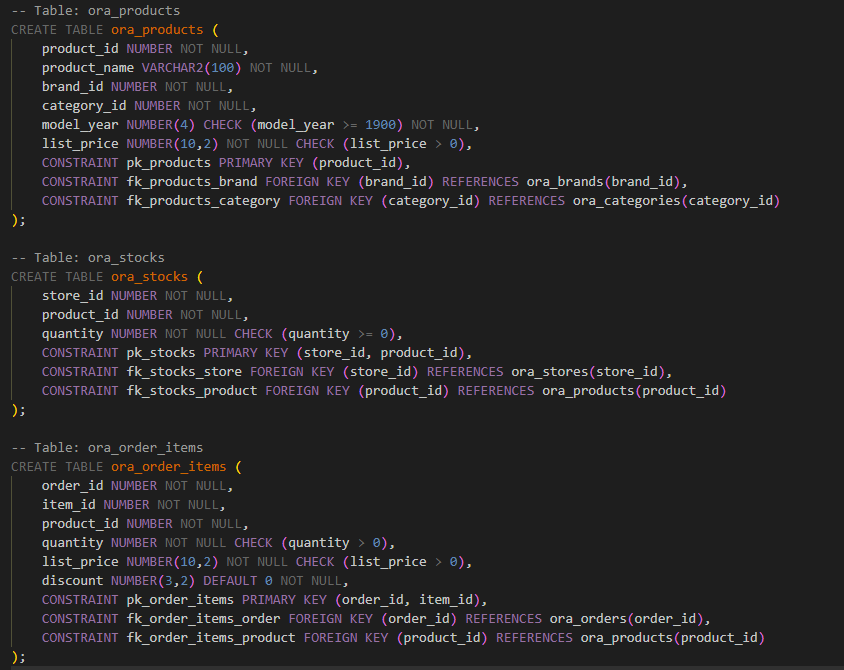 -- Table: ora_products
CREATE TABLE ora_products (
    product_id NUMBER NOT NULL,
    product_name VARCHAR2(100) NOT NULL,
    brand_id NUMBER NOT NULL,
    category_id NUMBER NOT NULL,
    model_year NUMBER(4) CHECK (model_year >= 1900) NOT NULL,
    list_price NUMBER(10,2) NOT NULL CHECK (list_price > 0),
    CONSTRAINT pk_products PRIMARY KEY (product_id),
    CONSTRAINT fk_products_brand FOREIGN KEY (brand_id) REFERENCES ora_brands(brand_id),
    CONSTRAINT fk_products_category FOREIGN KEY (category_id) REFERENCES ora_categories(category_id)
);

-- Table: ora_stocks
CREATE TABLE ora_stocks (
    store_id NUMBER NOT NULL,
    product_id NUMBER NOT NULL,
    quantity NUMBER NOT NULL CHECK (quantity >= 0),
    CONSTRAINT pk_stocks PRIMARY KEY (store_id, product_id),
    CONSTRAINT fk_stocks_store FOREIGN KEY (store_id) REFERENCES ora_stores(store_id),
    CONSTRAINT fk_stocks_product FOREIGN KEY (product_id) REFERENCES ora_products(product_id)
);

-- Table: ora_order_items
CREATE TABLE ora_order_items (
    order_id NUMBER NOT NULL,
    item_id NUMBER NOT NULL,
    product_id NUMBER NOT NULL,
    quantity NUMBER NOT NULL CHECK (quantity > 0),
    list_price NUMBER(10,2) NOT NULL CHECK (list_price > 0),
    discount NUMBER(3,2) DEFAULT 0 NOT NULL,
    CONSTRAINT pk_order_items PRIMARY KEY (order_id, item_id),
    CONSTRAINT fk_order_items_order FOREIGN KEY (order_id) REFERENCES ora_orders(order_id),
    CONSTRAINT fk_order_items_product FOREIGN KEY (product_id) REFERENCES ora_products(product_id)
);